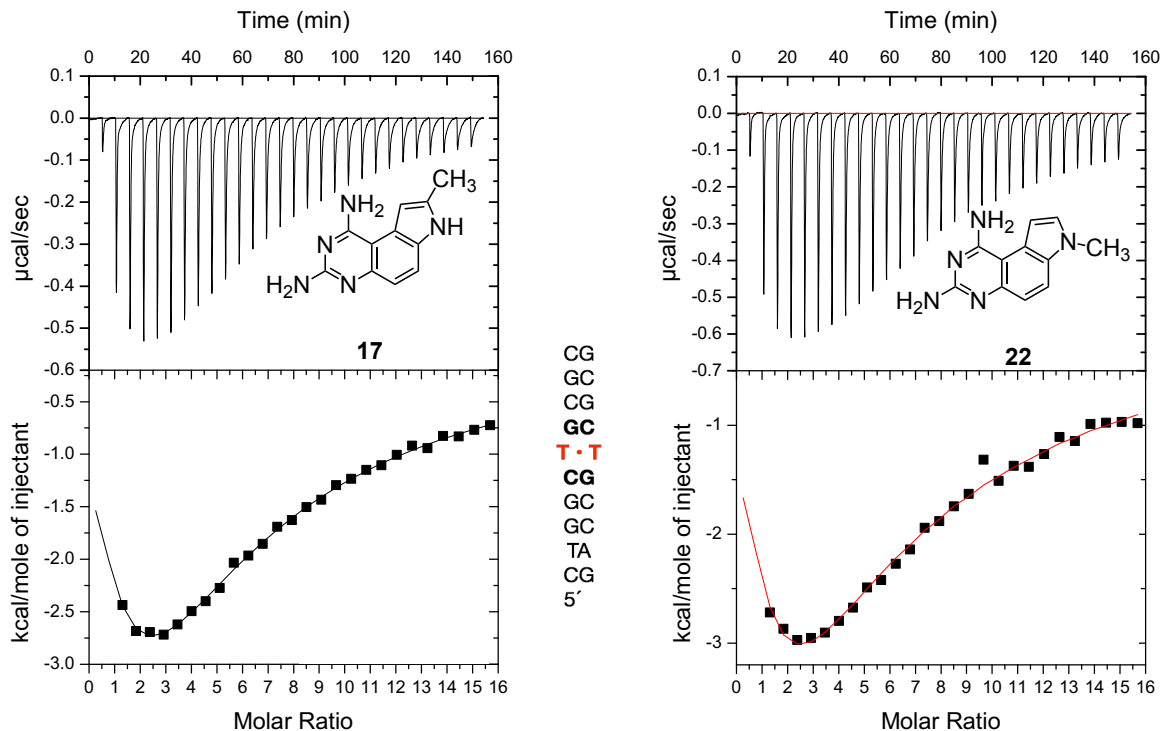 Time (min)
0 20 40 60 80 100 120 140 160
0.1
0.0
-0.1
-0.2
-0.3
-0.4
-0.5
-0.6
µcal/sec
NH₂
CH₃
N
NH
H₂N
N
17
-0.5
-1.0
-1.5
-2.0
-2.5
-3.0
kcal/mole of injectant
0 1 2 3 4 5 6 7 8 9 10 11 12 13 14 15 16
Molar Ratio
CG
GC
CG
GC
T · T
CG
GC
GC
TA
CG
5´
Time (min)
0 20 40 60 80 100 120 140 160
0.1
0.0
-0.1
-0.2
-0.3
-0.4
-0.5
-0.6
-0.7
µcal/sec
NH₂
N
N
CH₃
H₂N
N
22
-1
-2
-3
kcal/mole of injectant
0 1 2 3 4 5 6 7 8 9 10 11 12 13 14 15 16
Molar Ratio